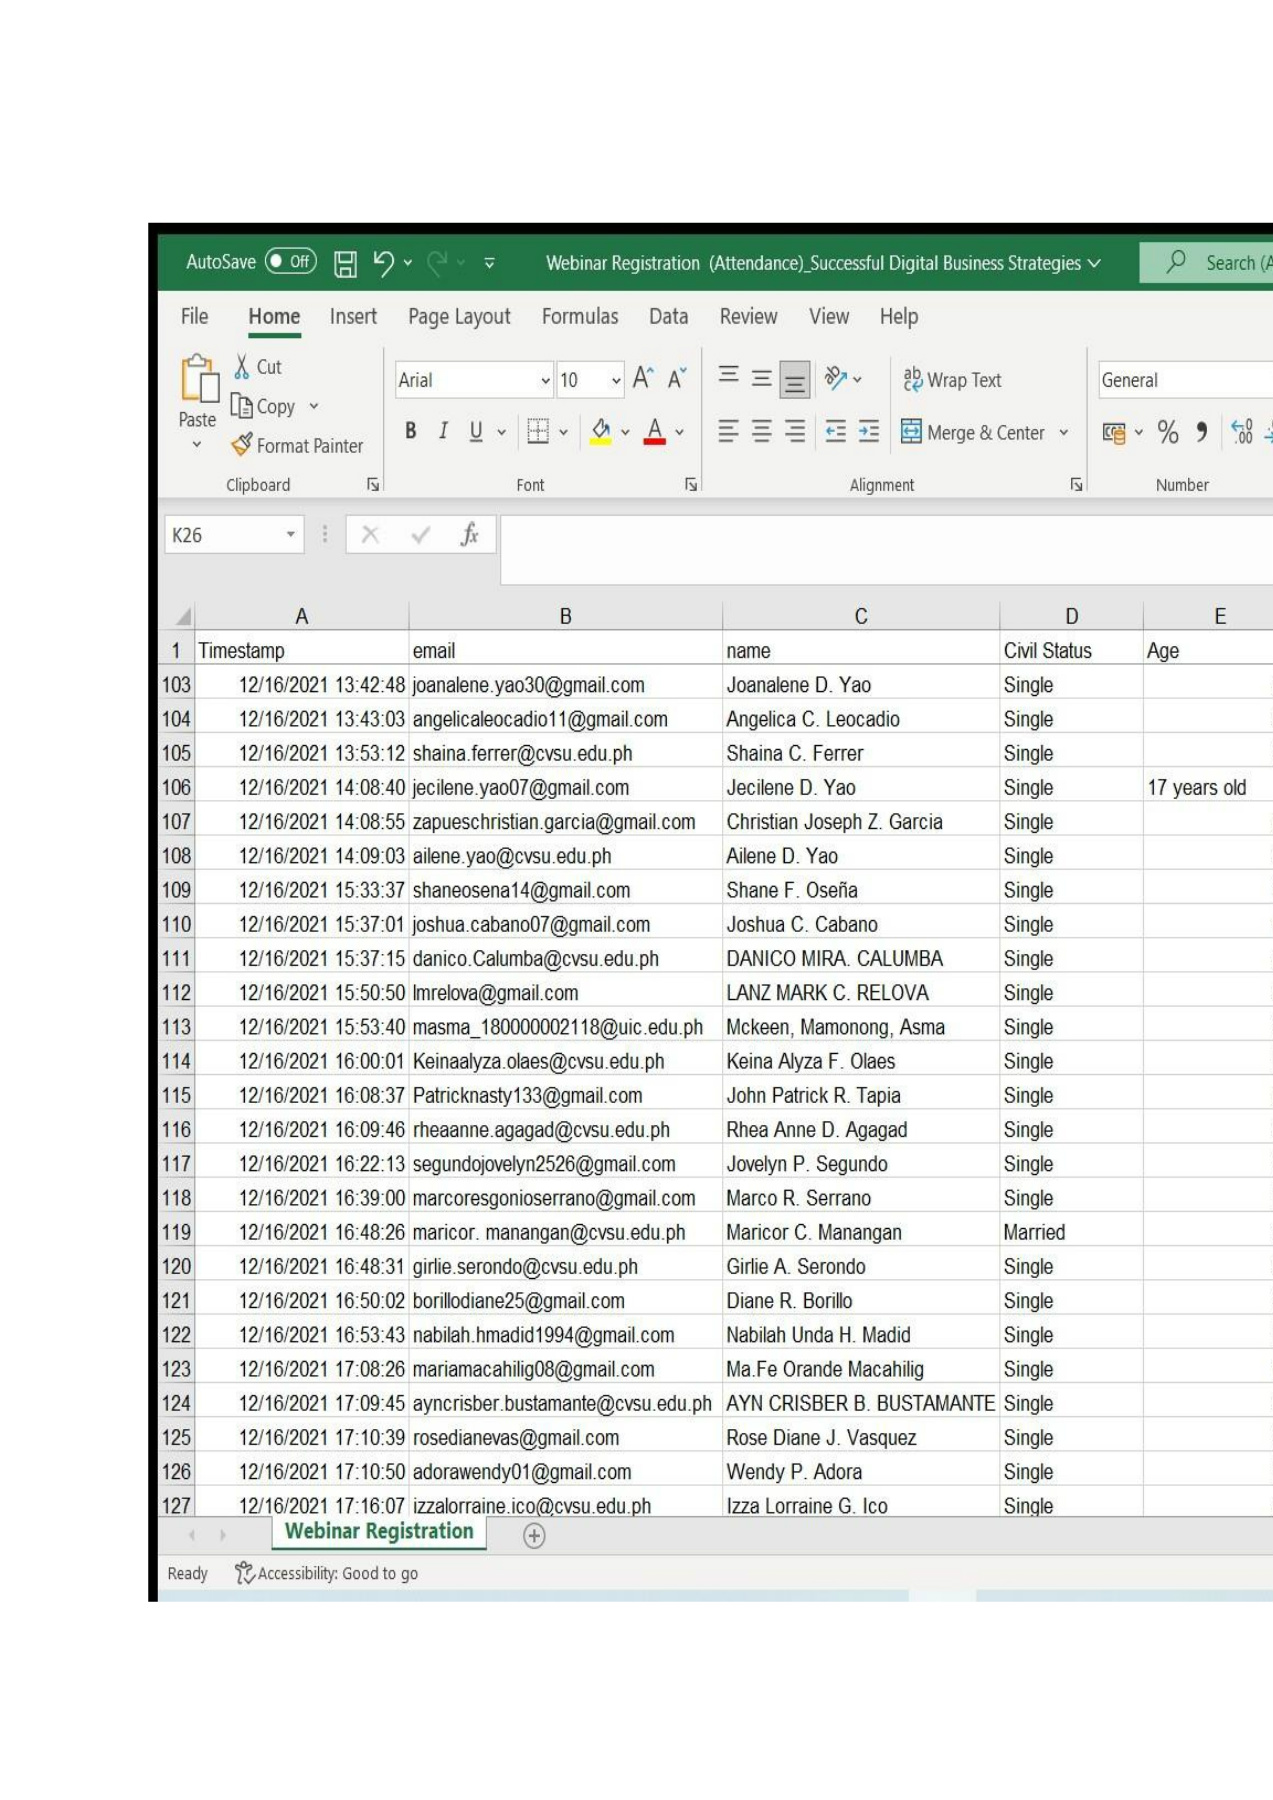 AutoSave Off Webinar Registration (Attendance)_Successful Digital Business Strategies Search (A
File Home Insert Page Layout Formulas Data Review View Help
Cut
Arial 10 Wrap Text General
Copy
Paste
B I U Merge & Center % .00
Format Painter
Clipboard Font Alignment Number
K26 fx
A B C D E
1 Timestamp email name Civil Status Age
103 12/16/2021 13:42:48 joanalene.yao30@gmail.com Joanalene D. Yao Single
104 12/16/2021 13:43:03 angelicaleocadio11@gmail.com Angelica C. Leocadio Single
105 12/16/2021 13:53:12 shaina.ferrer@cvsu.edu.ph Shaina C. Ferrer Single
106 12/16/2021 14:08:40 jecilene.yao07@gmail.com Jecilene D. Yao Single 17 years old
107 12/16/2021 14:08:55 zapueschristian.garcia@gmail.com Christian Joseph Z. Garcia Single
108 12/16/2021 14:09:03 ailene.yao@cvsu.edu.ph Ailene D. Yao Single
109 12/16/2021 15:33:37 shaneosena14@gmail.com Shane F. Oseña Single
110 12/16/2021 15:37:01 joshua.cabano07@gmail.com Joshua C. Cabano Single
111 12/16/2021 15:37:15 danico.Calumba@cvsu.edu.ph DANICO MIRA. CALUMBA Single
112 12/16/2021 15:50:50 lmrelova@gmail.com LANZ MARK C. RELOVA Single
113 12/16/2021 15:53:40 masma_180000002118@uic.edu.ph Mckeen, Mamonong, Asma Single
114 12/16/2021 16:00:01 Keinaalyza.olaes@cvsu.edu.ph Keina Alyza F. Olaes Single
115 12/16/2021 16:08:37 Patricknasty133@gmail.com John Patrick R. Tapia Single
116 12/16/2021 16:09:46 rheaanne.agagad@cvsu.edu.ph Rhea Anne D. Agagad Single
117 12/16/2021 16:22:13 segundojovelyn2526@gmail.com Jovelyn P. Segundo Single
118 12/16/2021 16:39:00 marcoresgonioserrano@gmail.com Marco R. Serrano Single
119 12/16/2021 16:48:26 maricor. manangan@cvsu.edu.ph Maricor C. Manangan Married
120 12/16/2021 16:48:31 girlie.serondo@cvsu.edu.ph Girlie A. Serondo Single
121 12/16/2021 16:50:02 borillodiane25@gmail.com Diane R. Borillo Single
122 12/16/2021 16:53:43 nabilah.hmadid1994@gmail.com Nabilah Unda H. Madid Single
123 12/16/2021 17:08:26 mariamacahilig08@gmail.com Ma.Fe Orande Macahilig Single
124 12/16/2021 17:09:45 ayncrisber.bustamante@cvsu.edu.ph AYN CRISBER B. BUSTAMANTE Single
125 12/16/2021 17:10:39 rosedianevas@gmail.com Rose Diane J. Vasquez Single
126 12/16/2021 17:10:50 adorawendy01@gmail.com Wendy P. Adora Single
127 12/16/2021 17:16:07 izzalorraine.ico@cvsu.edu.ph Izza Lorraine G. Ico Single
Webinar Registration
Ready Accessibility: Good to go